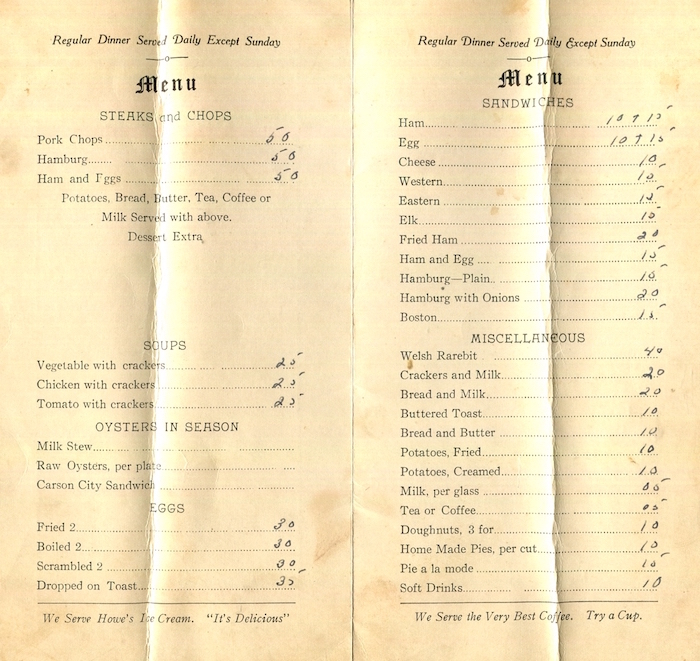 Regular Dinner Served Daily Except Sunday
Menu
STEAKS and CHOPS
Pork Chops 50
Hamburg 50
Ham and Eggs 50
Potatoes, Bread, Butter, Tea, Coffee or
Milk Served with above.
Dessert Extra
SOUPS
Vegetable with crackers 25
Chicken with crackers 25
Tomato with crackers 25
OYSTERS IN SEASON
Milk Stew
Raw Oysters, per plate
Carson City Sandwich
EGGS
Fried 2 30
Boiled 2 30
Scrambled 2 30
Dropped on Toast 35
We Serve Howe's Ice Cream. "It's Delicious"
Regular Dinner Served Daily Except Sunday
Menu
SANDWICHES
Ham 10 15
Egg 10 15
Cheese 10
Western 15
Eastern 15
Elk 15
Fried Ham 20
Ham and Egg 15
Hamburg—Plain 15
Hamburg with Onions 20
Boston 15
MISCELLANEOUS
Welsh Rarebit 40
Crackers and Milk 20
Bread and Milk 20
Buttered Toast 10
Bread and Butter 10
Potatoes, Fried 10
Potatoes, Creamed 10
Milk, per glass 05
Tea or Coffee 05
Doughnuts, 3 for 10
Home Made Pies, per cut 10
Pie a la mode 15
Soft Drinks 10
We Serve the Very Best Coffee. Try a Cup.